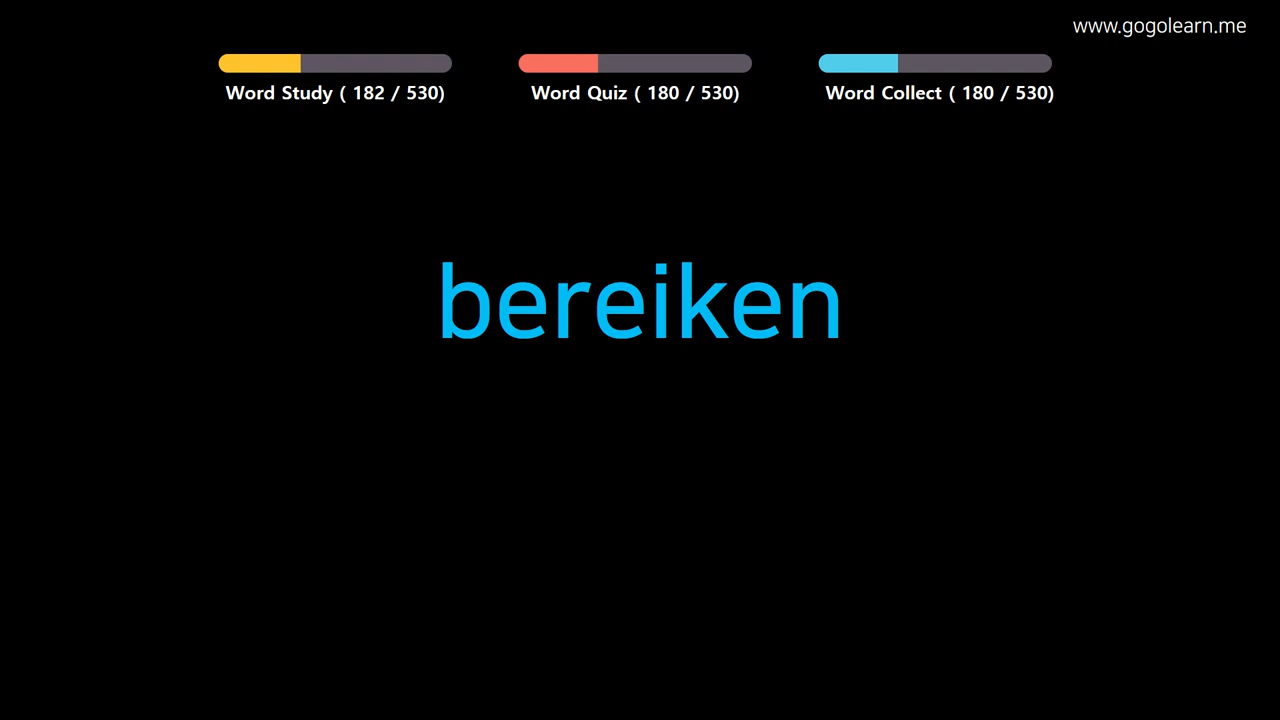 www.gogolearn.me
Word Study ( 182 / 530)
Word Quiz ( 180 / 530)
Word Collect ( 180 / 530)
bereiken